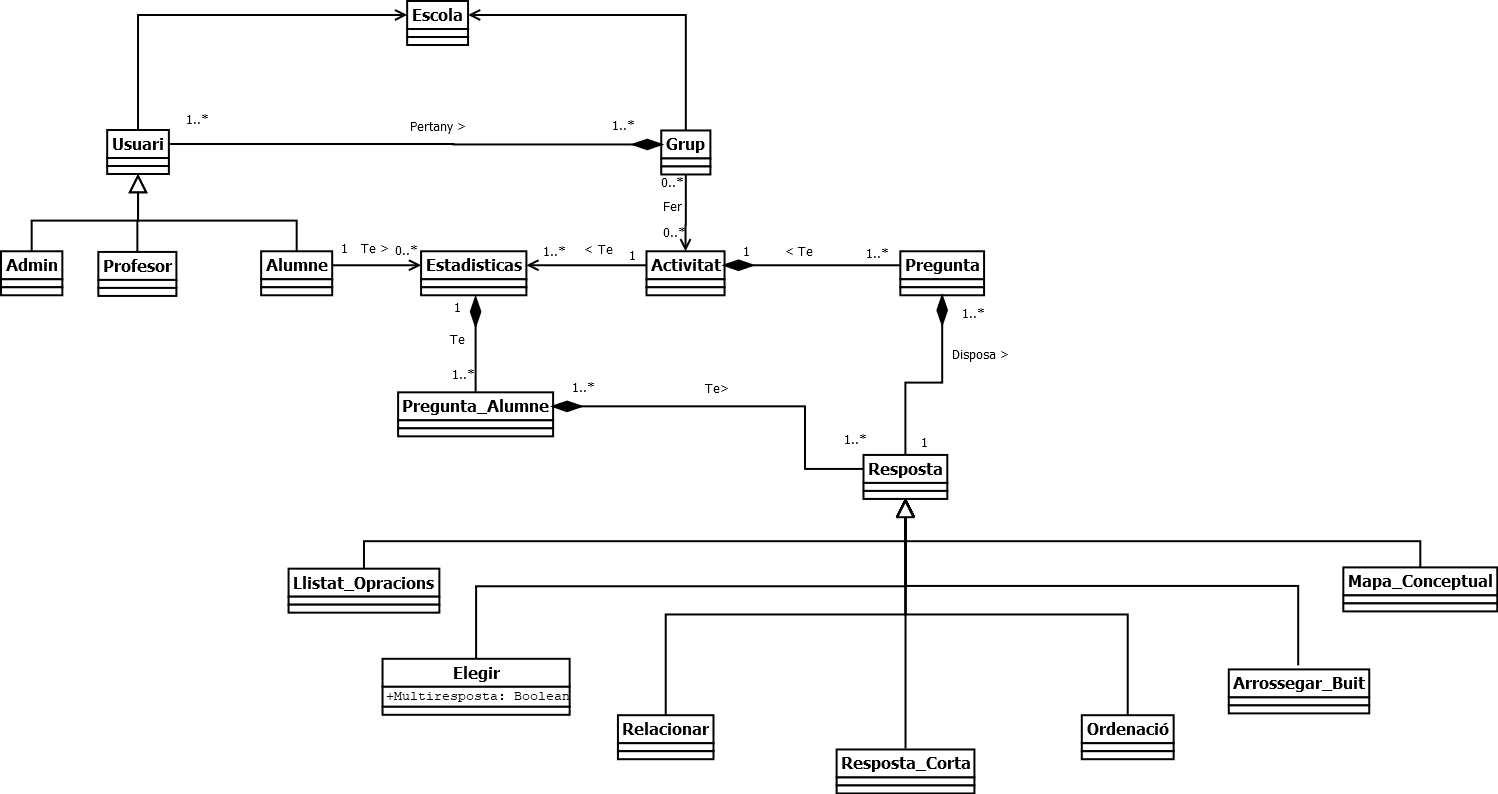 Escola
1..*
Pertany >
1..*
Usuari
Grup
0..*
Fer
0..*
Admin
Profesor
Alumne
1
Te >
0..*
Estadisticas
1..*
< Te
1
Activitat
1
< Te
1..*
Pregunta
1
Te
1..*
1..*
Disposa >
Pregunta_Alumne
1..*
Te>
1..*
1
Resposta
Llistat_Opracions
Mapa_Conceptual
Elegir
+Multiresposta: Boolean
Arrossegar_Buit
Relacionar
Ordenació
Resposta_Corta